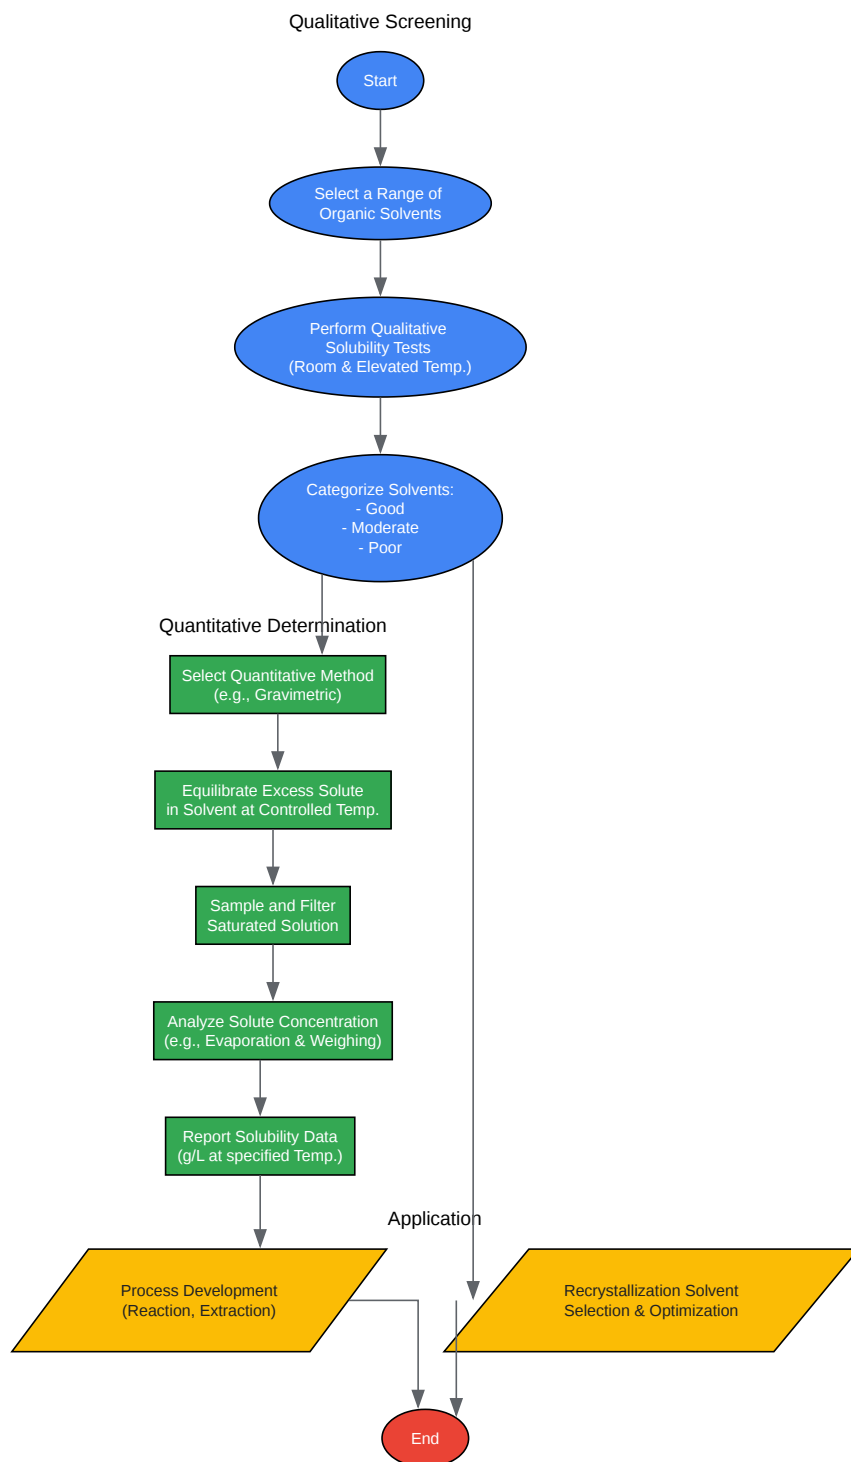 Qualitative Screening
Start
Select a Range of
Organic Solvents
Perform Qualitative
Solubility Tests
(Room & Elevated Temp.)
Categorize Solvents:
- Good
- Moderate
- Poor
Quantitative Determination
Select Quantitative Method
(e.g., Gravimetric)
Equilibrate Excess Solute
in Solvent at Controlled Temp.
Sample and Filter
Saturated Solution
Analyze Solute Concentration
(e.g., Evaporation & Weighing)
Report Solubility Data
(g/L at specified Temp.)
Application
Process Development
(Reaction, Extraction)
Recrystallization Solvent
Selection & Optimization
End